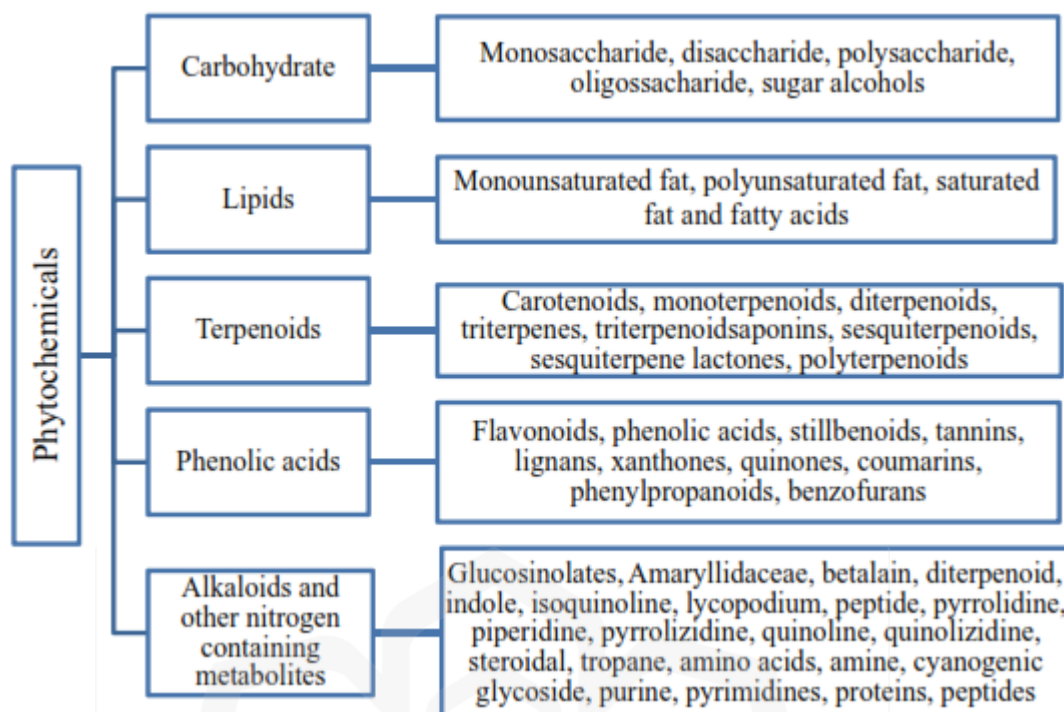 Phytochemicals
Carbohydrate
Monosaccharide, disaccharide, polysaccharide,
oligossacharide, sugar alcohols
Lipids
Monounsaturated fat, polyunsaturated fat, saturated
fat and fatty acids
Terpenoids
Carotenoids, monoterpenoids, diterpenoids,
triterpenes, triterpenoidsaponins, sesquiterpenoids,
sesquiterpene lactones, polyterpenoids
Phenolic acids
Flavonoids, phenolic acids, stillbenoids, tannins,
lignans, xanthones, quinones, coumarins,
phenylpropanoids, benzofurans
Alkaloids and
other nitrogen
containing
metabolites
Glucosinolates, Amaryllidaceae, betalain, diterpenoid,
indole, isoquinoline, lycopodium, peptide, pyrrolidine,
piperidine, pyrrolizidine, quinoline, quinolizidine,
steroidal, tropane, amino acids, amine, cyanogenic
glycoside, purine, pyrimidines, proteins, peptides